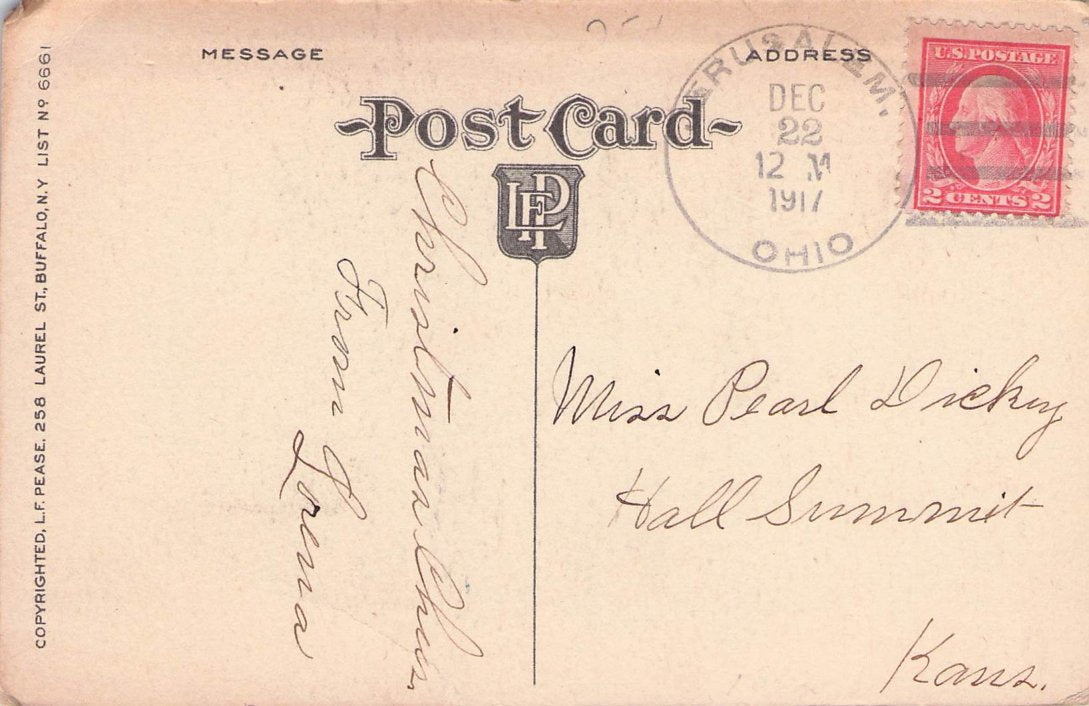 MESSAGE
ADDRESS
Post Card
LFP
COPYRIGHTED, L.F. PEASE, 258 LAUREL ST., BUFFALO, N.Y LIST Nº 6661
JERUSALEM,
DEC
22
12 M
1917
OHIO
U.S. POSTAGE
2 CENTS 2
Christmas
From
Lorena
Miss Pearl Dickey
Hall Summit
Kans.